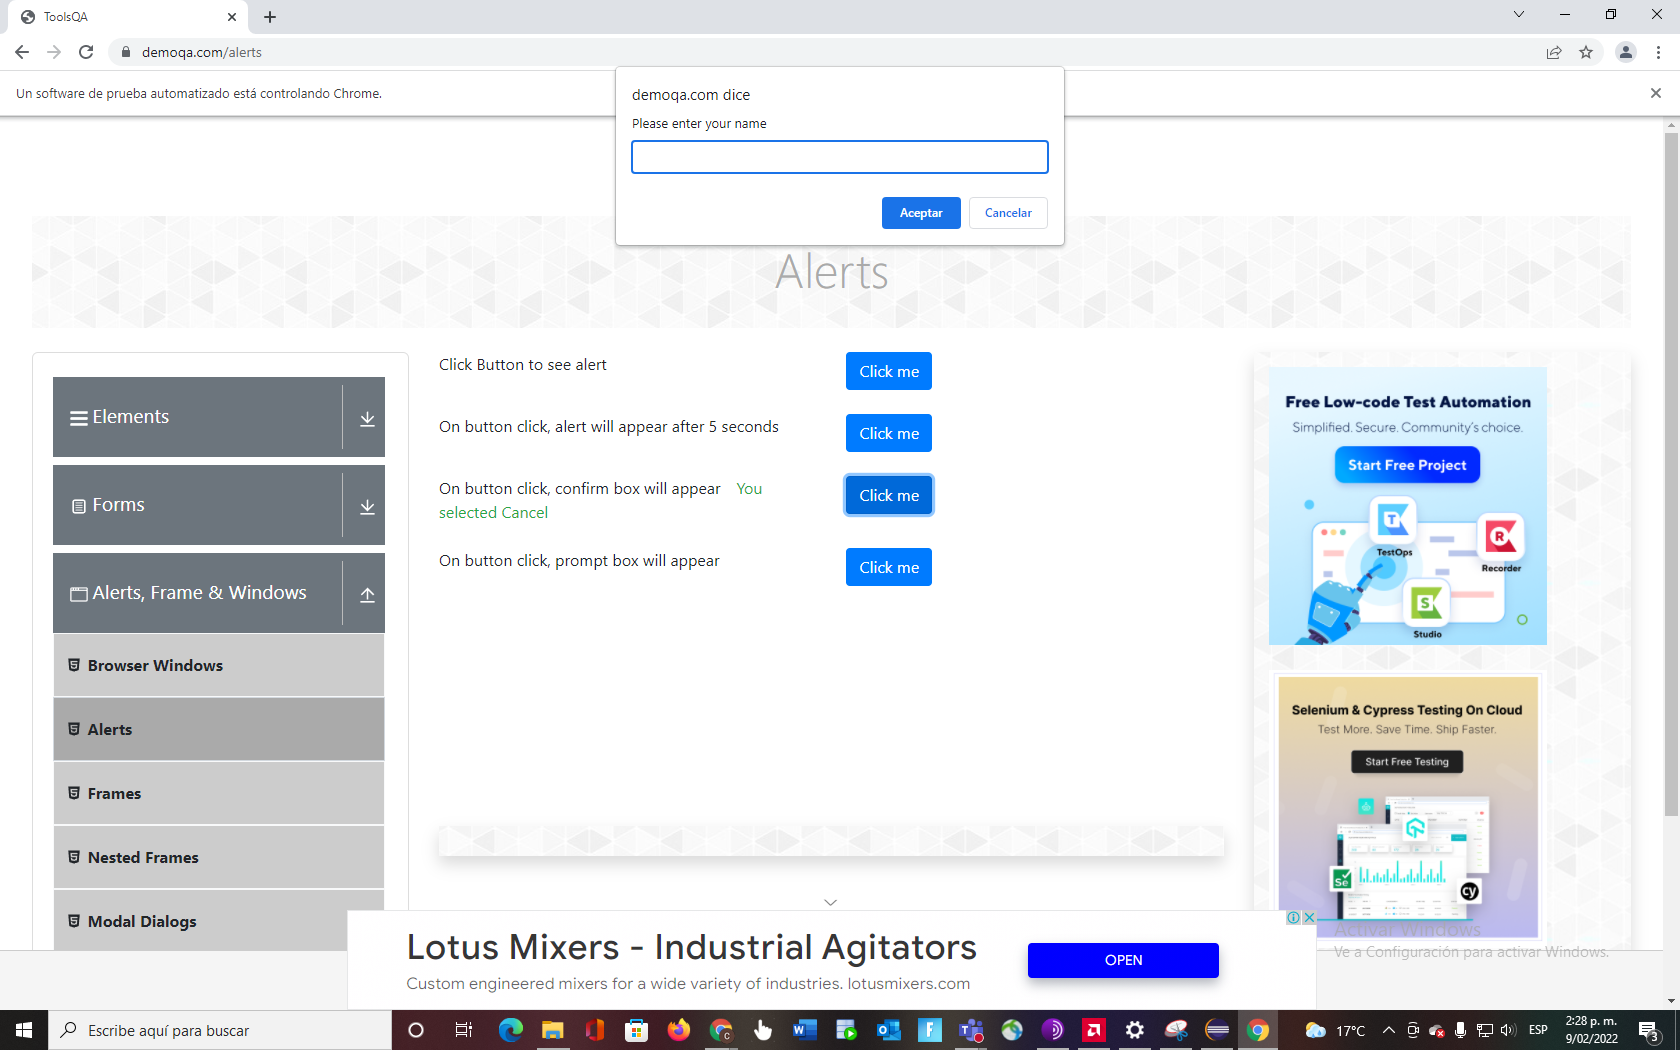 ToolsQA
demoqa.com/alerts
Un software de prueba automatizado está controlando Chrome.
demoqa.com dice
Please enter your name
Aceptar
Cancelar
Alerts
Elements
Forms
Alerts, Frame & Windows
Browser Windows
Alerts
Frames
Nested Frames
Modal Dialogs
Click Button to see alert
Click me
On button click, alert will appear after 5 seconds
Click me
On button click, confirm box will appear You
selected Cancel
Click me
On button click, prompt box will appear
Click me
Free Low-code Test Automation
Simplified. Secure. Community's choice.
Start Free Project
TestOps
Recorder
Studio
Selenium & Cypress Testing On Cloud
Test More. Save Time. Ship Faster.
Start Free Testing
Activar Windows
Ve a Configuración para activar Windows.
Lotus Mixers - Industrial Agitators
Custom engineered mixers for a wide variety of industries. lotusmixers.com
OPEN
Escribe aquí para buscar
17°C
ESP
2:28 p. m.
9/02/2022
3